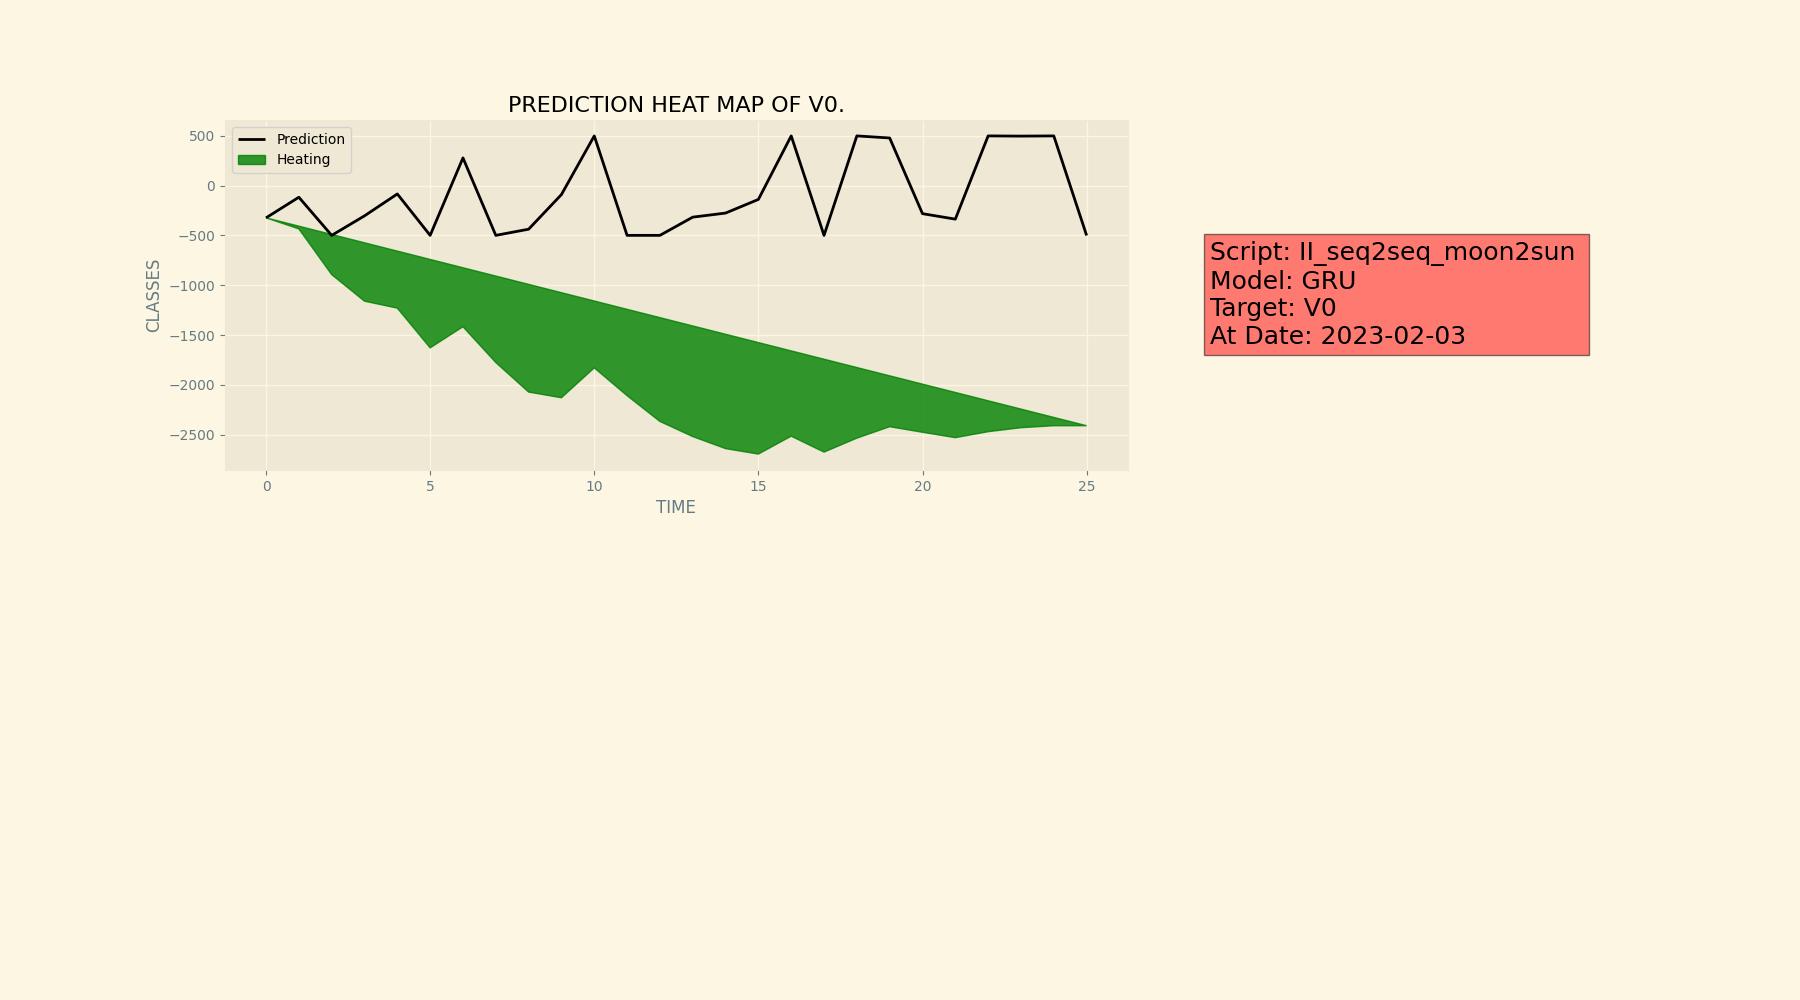 PREDICTION HEAT MAP OF V0.
Prediction
Heating
500
0
−500
−1000
−1500
−2000
−2500
CLASSES
0 5 10 15 20 25
TIME
Script: II_seq2seq_moon2sun
Model: GRU
Target: V0
At Date: 2023-02-03